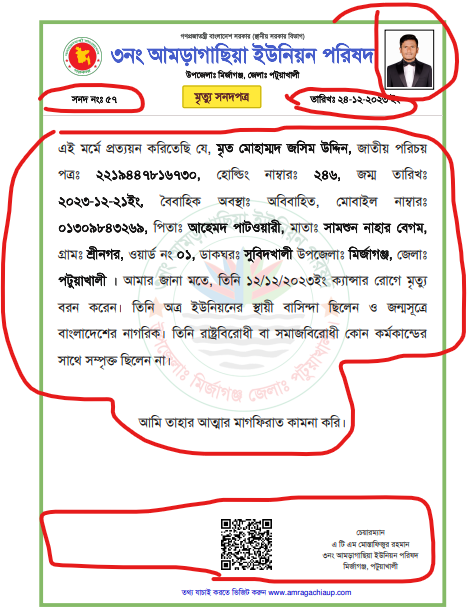 গণপ্রজাতন্ত্রী বাংলাদেশ সরকার (স্থানীয় সরকার বিভাগ)
৩নং আমড়াগাছিয়া ইউনিয়ন পরিষদ
উপজেলাঃ মির্জাগঞ্জ, জেলাঃ পটুয়াখালী
সনদ নংঃ ৫৭
মৃত্যু সনদপত্র
তারিখঃ ২৪-১২-২০২৩ ইং
এই মর্মে প্রত্যয়ন করিতেছি যে, মৃত মোহাম্মদ জসিম উদ্দিন, জাতীয় পরিচয়
পত্রঃ ২২১৯৪৪৭৮১৬৭৩০, হোল্ডিং নাম্বারঃ ২৪৬, জম্ম তারিখঃ
২০২৩-১২-২১ইং, বৈবাহিক অবস্থাঃ অবিবাহিত, মোবাইল নাম্বারঃ
০১৩০৯৮৪৩২৬৯, পিতাঃ আহেমদ পাটওয়ারী, মাতাঃ সামশুন নাহার বেগম,
গ্রামঃ শ্রীনগর, ওয়ার্ড নং ০১, ডাকঘরঃ সুবিদখালী উপজেলাঃ মির্জাগঞ্জ, জেলাঃ
পটুয়াখালী । আমার জানা মতে, তিনি ১২/১২/২০২৩ইং ক্যান্সার রোগে মৃত্যু
বরন করেন। তিনি অত্র ইউনিয়নের স্থায়ী বাসিন্দা ছিলেন ও জন্মসূত্রে
বাংলাদেশের নাগরিক। তিনি রাষ্ট্রবিরোধী বা সমাজবিরোধী কোন কর্মকান্ডের
সাথে সম্পৃক্ত ছিলেন না।
আমি তাহার আত্মার মাগফিরাত কামনা করি।
চেয়ারম্যান
এ টি এম মোস্তাফিজুর রহমান
৩নং আমড়াগাছিয়া ইউনিয়ন পরিষদ
মির্জাগঞ্জ, পটুয়াখালী
তথ্য যাচাই করতে ভিজিট করুন www.amragachiaup.com